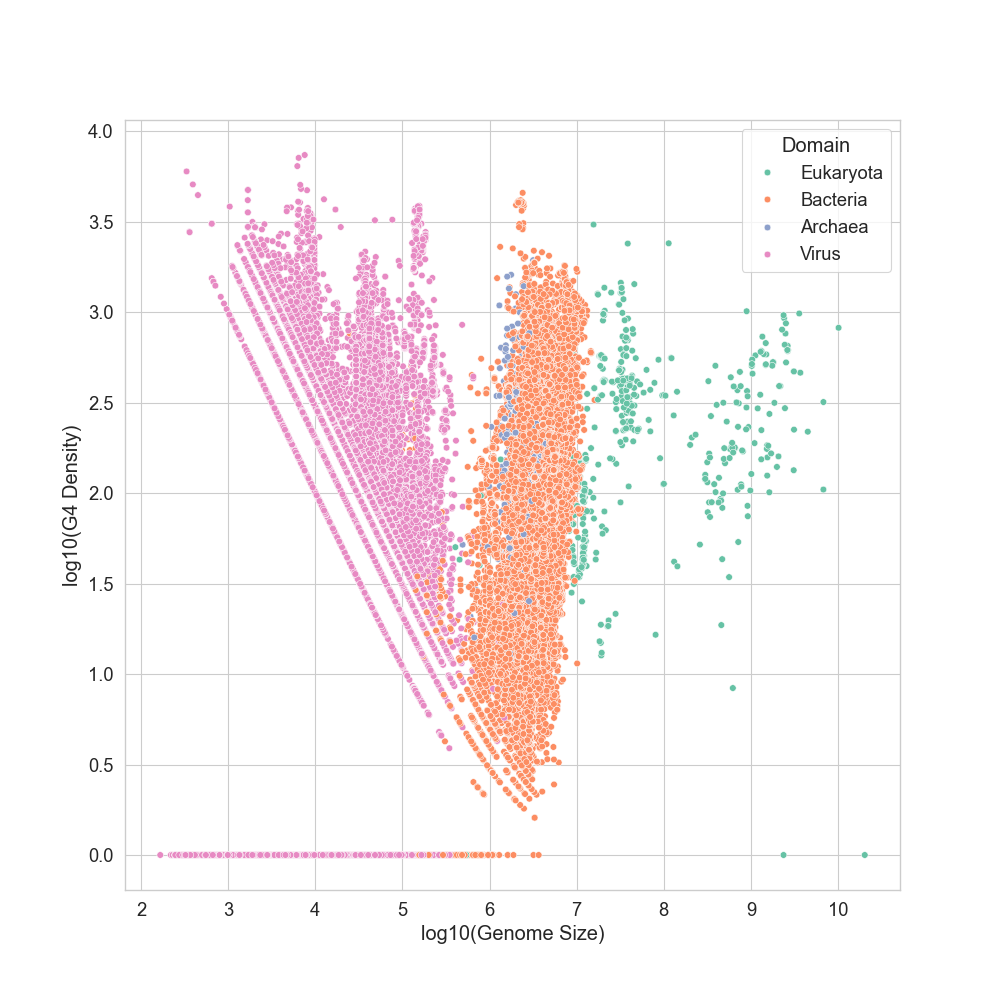 4.0
3.5
3.0
2.5
2.0
1.5
1.0
0.5
0.0
log10(G4 Density)
2 3 4 5 6 7 8 9 10
log10(Genome Size)
Domain
Eukaryota
Bacteria
Archaea
Virus